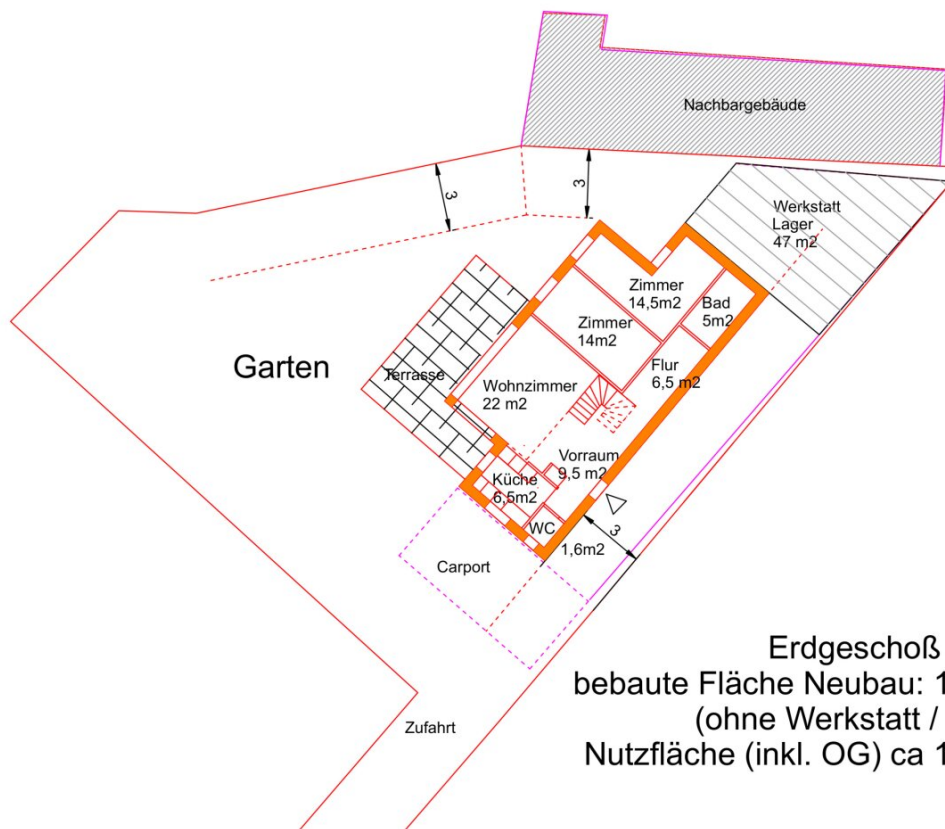 Nachbargebäude
3
3
Werkstatt
Lager
47 m2
Zimmer
14,5m2
Bad
5m2
Zimmer
14m2
Flur
6,5 m2
Garten
Terrasse
Wohnzimmer
22 m2
Vorraum
9,5 m2
Küche
6,5m2
WC
1,6m2
3
Carport
Zufahrt
Erdgeschoß
bebaute Fläche Neubau: 1
(ohne Werkstatt /
Nutzfläche (inkl. OG) ca 1